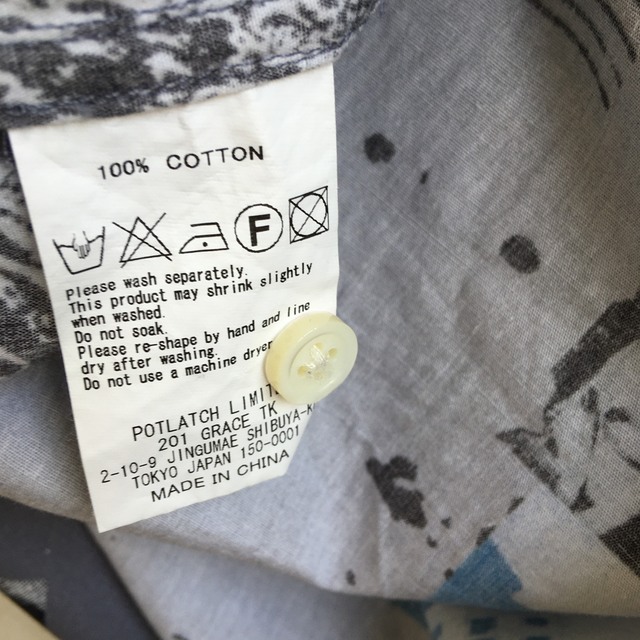 100% COTTON
F
Please wash separately.
This product may shrink slightly
when washed.
Do not soak.
Please re-shape by hand and line
dry after washing.
Do not use a machine dryer
POTLATCH
201 GRACE TK
2-10-9 JINGUMAE
TOKYO JAPAN 150-0001
MADE IN CHINA